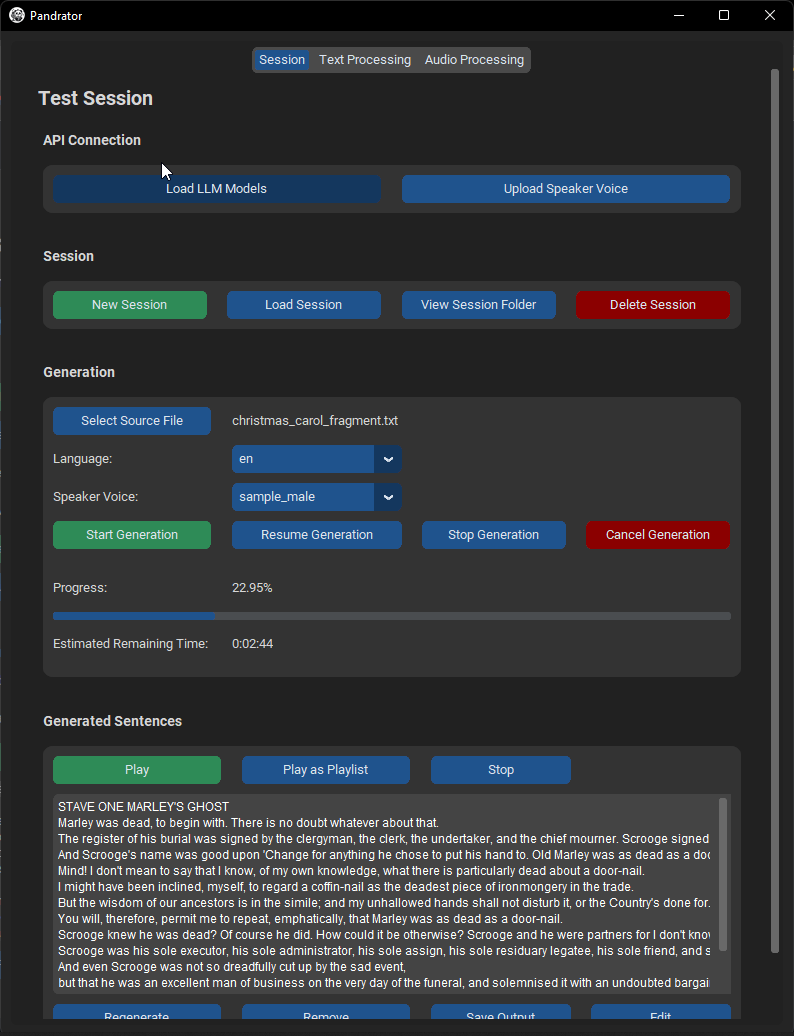 Pandrator
Session Text Processing Audio Processing
Test Session
API Connection
Load LLM Models Upload Speaker Voice
Session
New Session Load Session View Session Folder Delete Session
Generation
Select Source File christmas_carol_fragment.txt
Language: en
Speaker Voice: sample_male
Start Generation Resume Generation Stop Generation Cancel Generation
Progress: 22.95%
Estimated Remaining Time: 0:02:44
Generated Sentences
Play Play as Playlist Stop
STAVE ONE MARLEY'S GHOST
Marley was dead, to begin with. There is no doubt whatever about that.
The register of his burial was signed by the clergyman, the clerk, the undertaker, and the chief mourner. Scrooge signed
And Scrooge's name was good upon 'Change for anything he chose to put his hand to. Old Marley was as dead as a doo
Mind! I don't mean to say that I know, of my own knowledge, what there is particularly dead about a door-nail.
I might have been inclined, myself, to regard a coffin-nail as the deadest piece of ironmongery in the trade.
But the wisdom of our ancestors is in the simile; and my unhallowed hands shall not disturb it, or the Country's done for.
You will, therefore, permit me to repeat, emphatically, that Marley was as dead as a door-nail.
Scrooge knew he was dead? Of course he did. How could it be otherwise? Scrooge and he were partners for I don't know
Scrooge was his sole executor, his sole administrator, his sole assign, his sole residuary legatee, his sole friend, and s
And even Scrooge was not so dreadfully cut up by the sad event,
but that he was an excellent man of business on the very day of the funeral, and solemnised it with an undoubted bargai
Regenerate Remove Save Output Edit